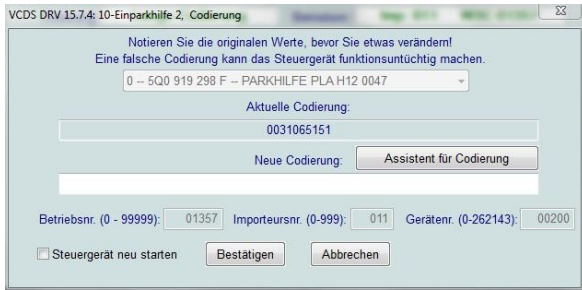 VCDS DRV 15.7.4: 10-Einparkhilfe 2, Codierung
Notieren Sie die originalen Werte, bevor Sie etwas verändern!
Eine falsche Codierung kann das Steuergerät funktionsuntüchtig machen.
0 -- 5Q0 919 298 F -- PARKHILFE PLA H12 0047
Aktuelle Codierung:
0031065151
Neue Codierung: Assistent für Codierung
Betriebsnr. (0 - 99999): 01357 Importeursnr. (0-999): 011 Gerätenr. (0-262143): 00200
Steuergerät neu starten Bestätigen Abbrechen